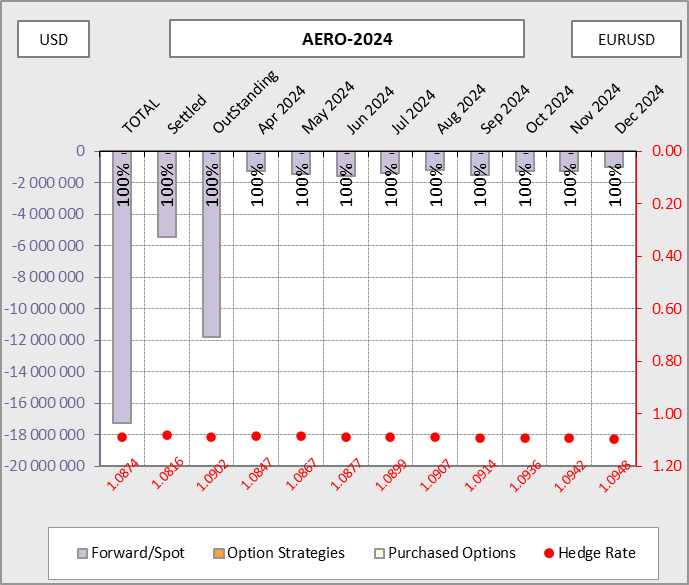 USD
AERO-2024
EURUSD
TOTAL
Settled
OutStanding
Apr 2024
May 2024
Jun 2024
Jul 2024
Aug 2024
Sep 2024
Oct 2024
Nov 2024
Dec 2024
0
-2 000 000
-4 000 000
-6 000 000
-8 000 000
-10 000 000
-12 000 000
-14 000 000
-16 000 000
-18 000 000
-20 000 000
100%
100%
100%
100%
100%
100%
100%
100%
100%
100%
100%
100%
0.00
0.20
0.40
0.60
0.80
1.00
1.20
1.0874
1.0816
1.0902
1.0847
1.0867
1.0877
1.0899
1.0907
1.0914
1.0936
1.0942
1.0948
Forward/Spot
Option Strategies
Purchased Options
Hedge Rate